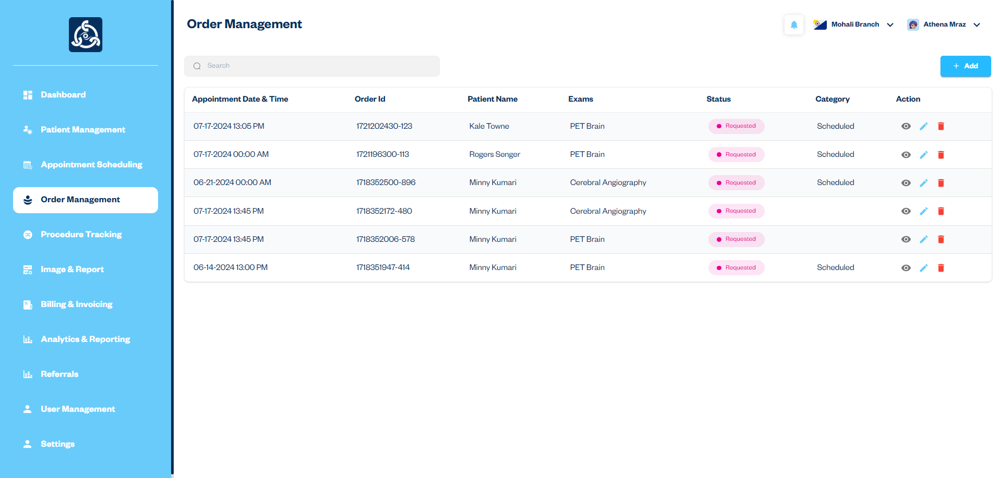 Order Management
Mohali Branch
Athena Mraz
Search
+ Add
Dashboard
Patient Management
Appointment Scheduling
Order Management
Procedure Tracking
Image & Report
Billing & Invoicing
Analytics & Reporting
Referrals
User Management
Settings
Appointment Date & Time Order Id Patient Name Exams Status Category Action
07-17-2024 13:05 PM 1721202430-123 Kale Towne PET Brain Requested Scheduled
07-17-2024 00:00 AM 1721196300-113 Rogers Senger PET Brain Requested Scheduled
06-21-2024 00:00 AM 1718352500-896 Minny Kumari Cerebral Angiography Requested Scheduled
07-17-2024 13:45 PM 1718352172-480 Minny Kumari Cerebral Angiography Requested
07-17-2024 13:45 PM 1718352006-578 Minny Kumari PET Brain Requested
06-14-2024 13:00 PM 1718351947-414 Minny Kumari PET Brain Requested Scheduled